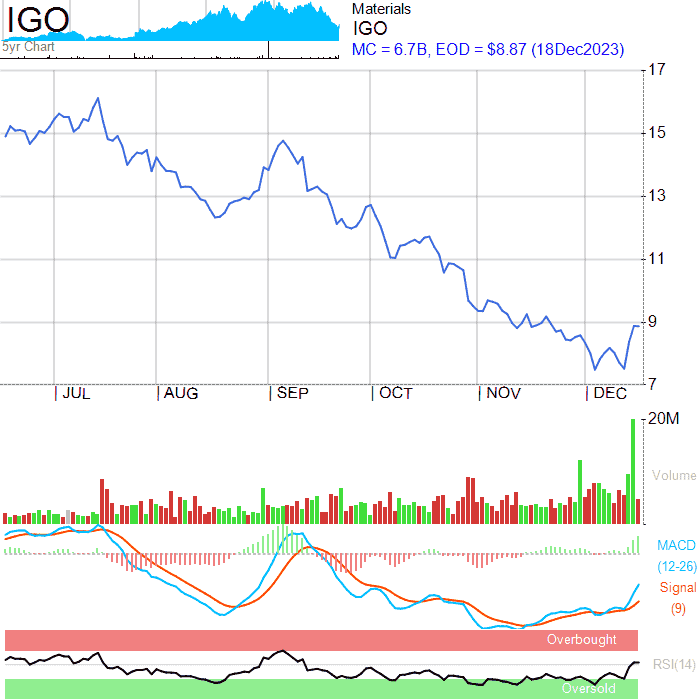 IGO
5yr Chart
Materials
IGO
MC = 6.7B, EOD = $8.87 (18Dec2023)
17
15
13
11
9
7
| JUL | AUG | SEP | OCT | NOV | DEC
20M
Volume
MACD
(12-26)
Signal
(9)
Overbought
RSI(14)
Oversold